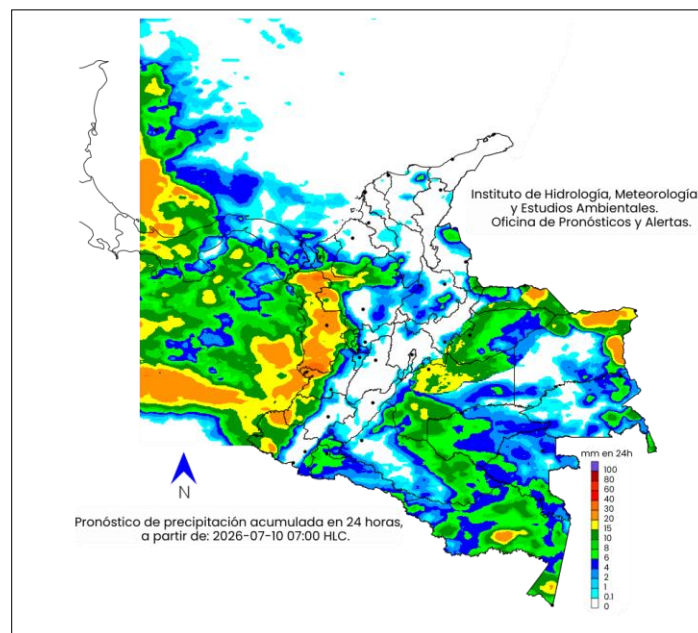 Instituto de Hidrología, Meteorología
y Estudios Ambientales.
Oficina de Pronósticos y Alertas.
mm en 24h
100
80
60
40
30
20
15
10
8
6
4
2
1
0.1
0
N
Pronóstico de precipitación acumulada en 24 horas,
a partir de: 2026-07-10 07:00 HLC.